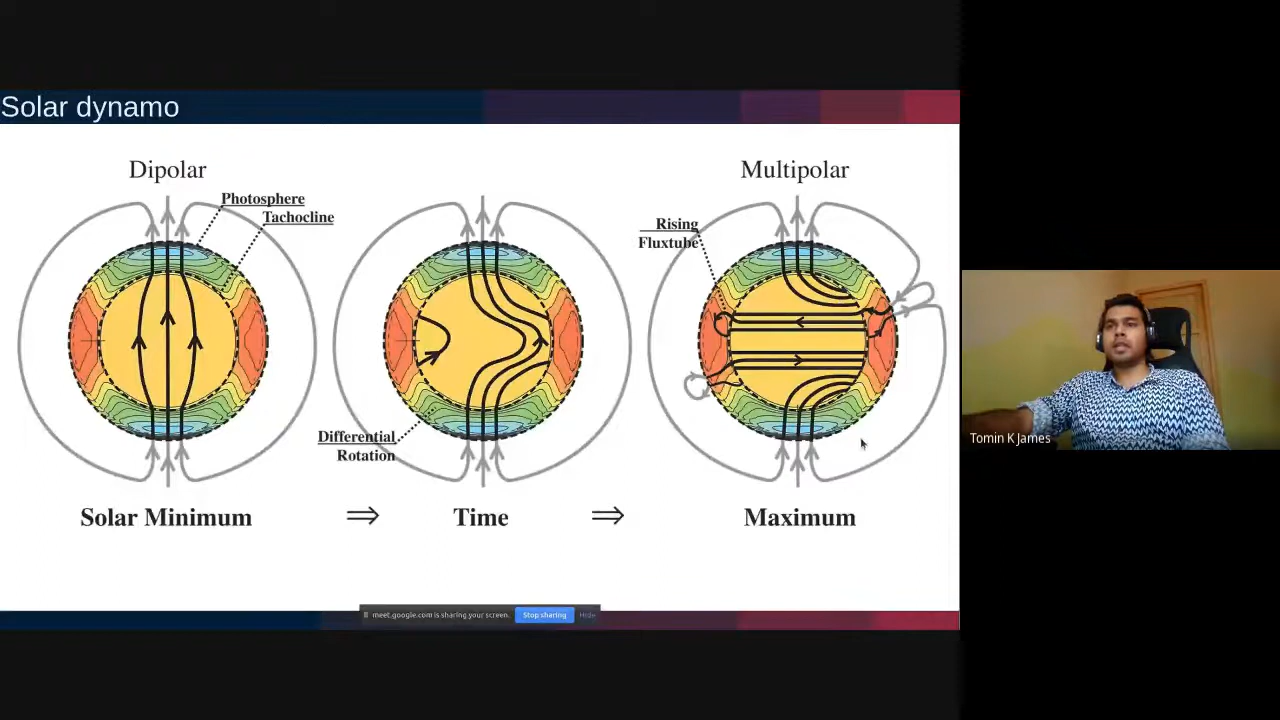 Solar dynamo
Dipolar
Multipolar
Photosphere
Tachocline
Rising
Fluxtube
Differential
Rotation
Solar Minimum
⇒
Time
⇒
Maximum
meet.google.com is sharing your screen.
Stop sharing
Hide
Tomin K James